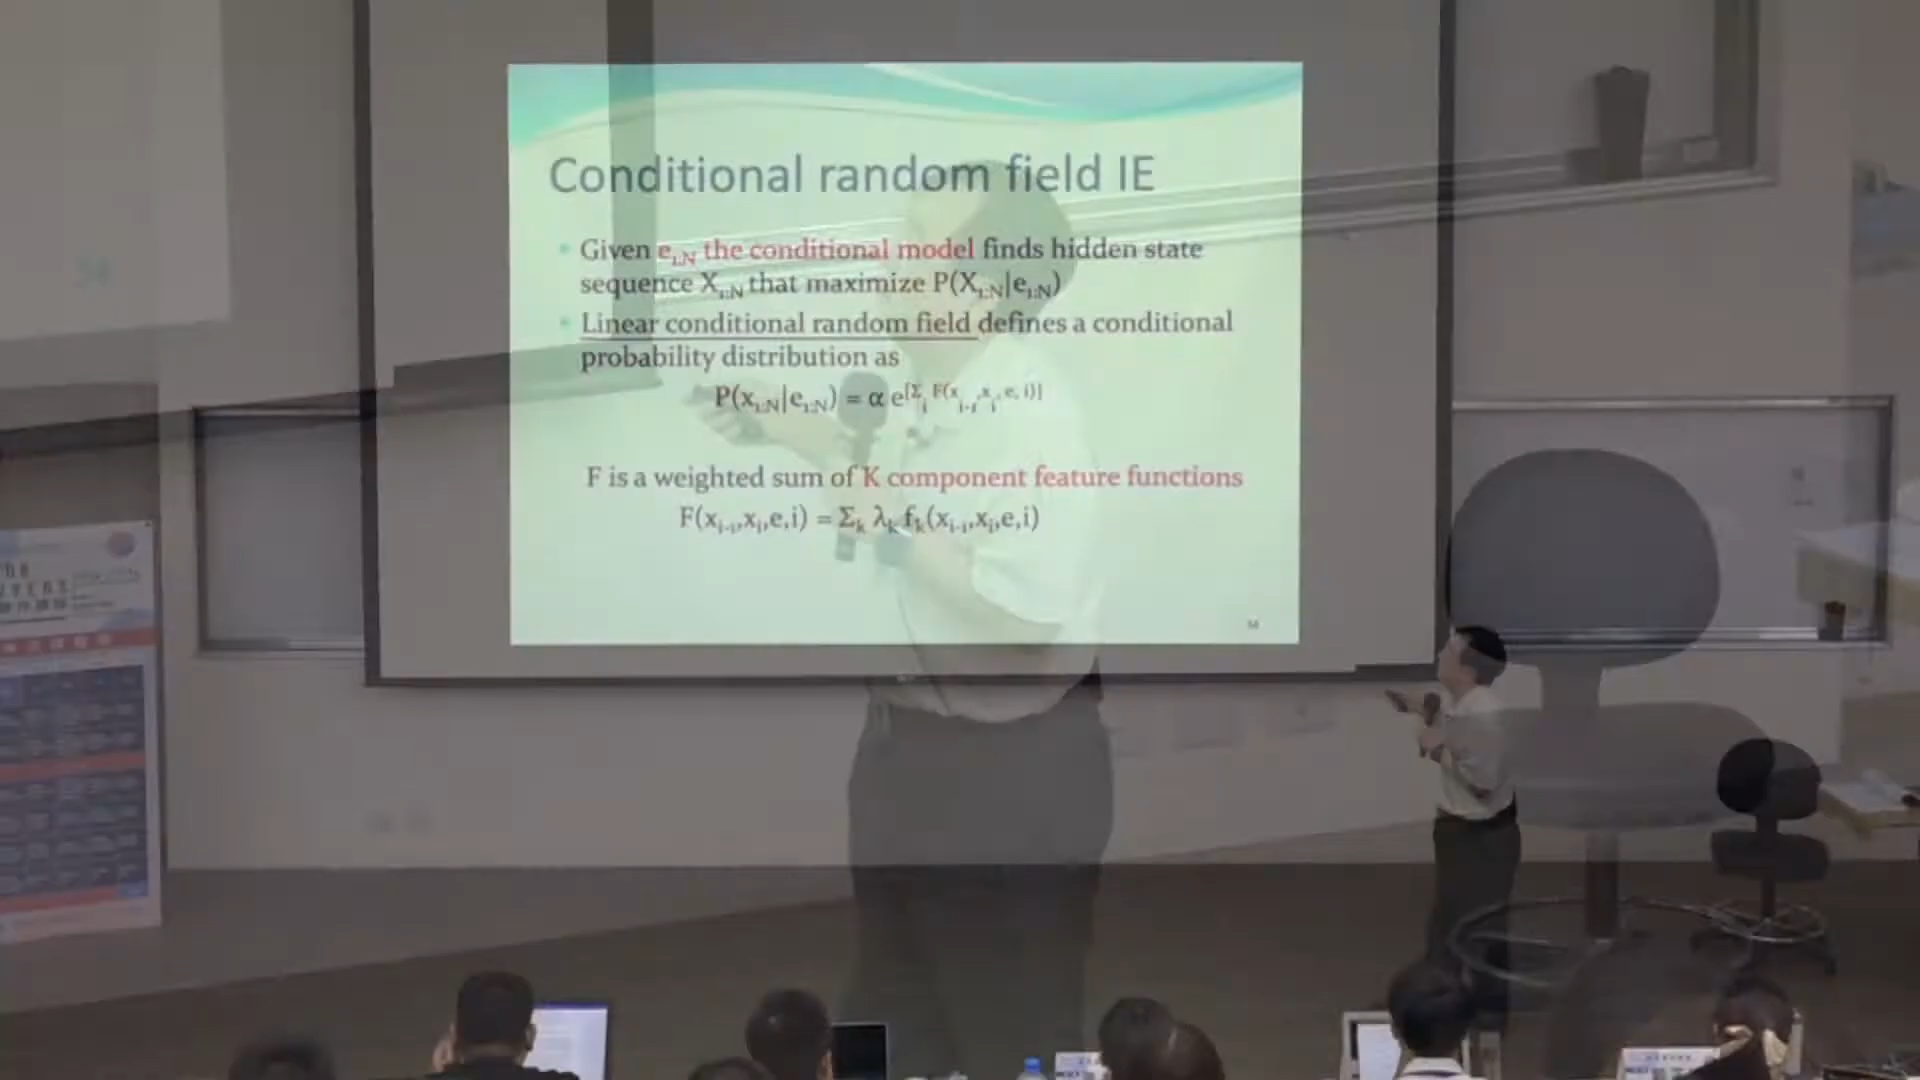 Conditional random field IE
Given e₁:N the conditional model finds hidden state
sequence X₁:N that maximize P(X₁:N|e₁:N)
Linear conditional random field defines a conditional
probability distribution as
P(x₁:N|e₁:N) = α e^[Σᵢ F(xᵢ₋₁,xᵢ,e,i)]
F is a weighted sum of K component feature functions
F(xᵢ₋₁,xᵢ,e,i) = Σₖ λₖ fₖ(xᵢ₋₁,xᵢ,e,i)